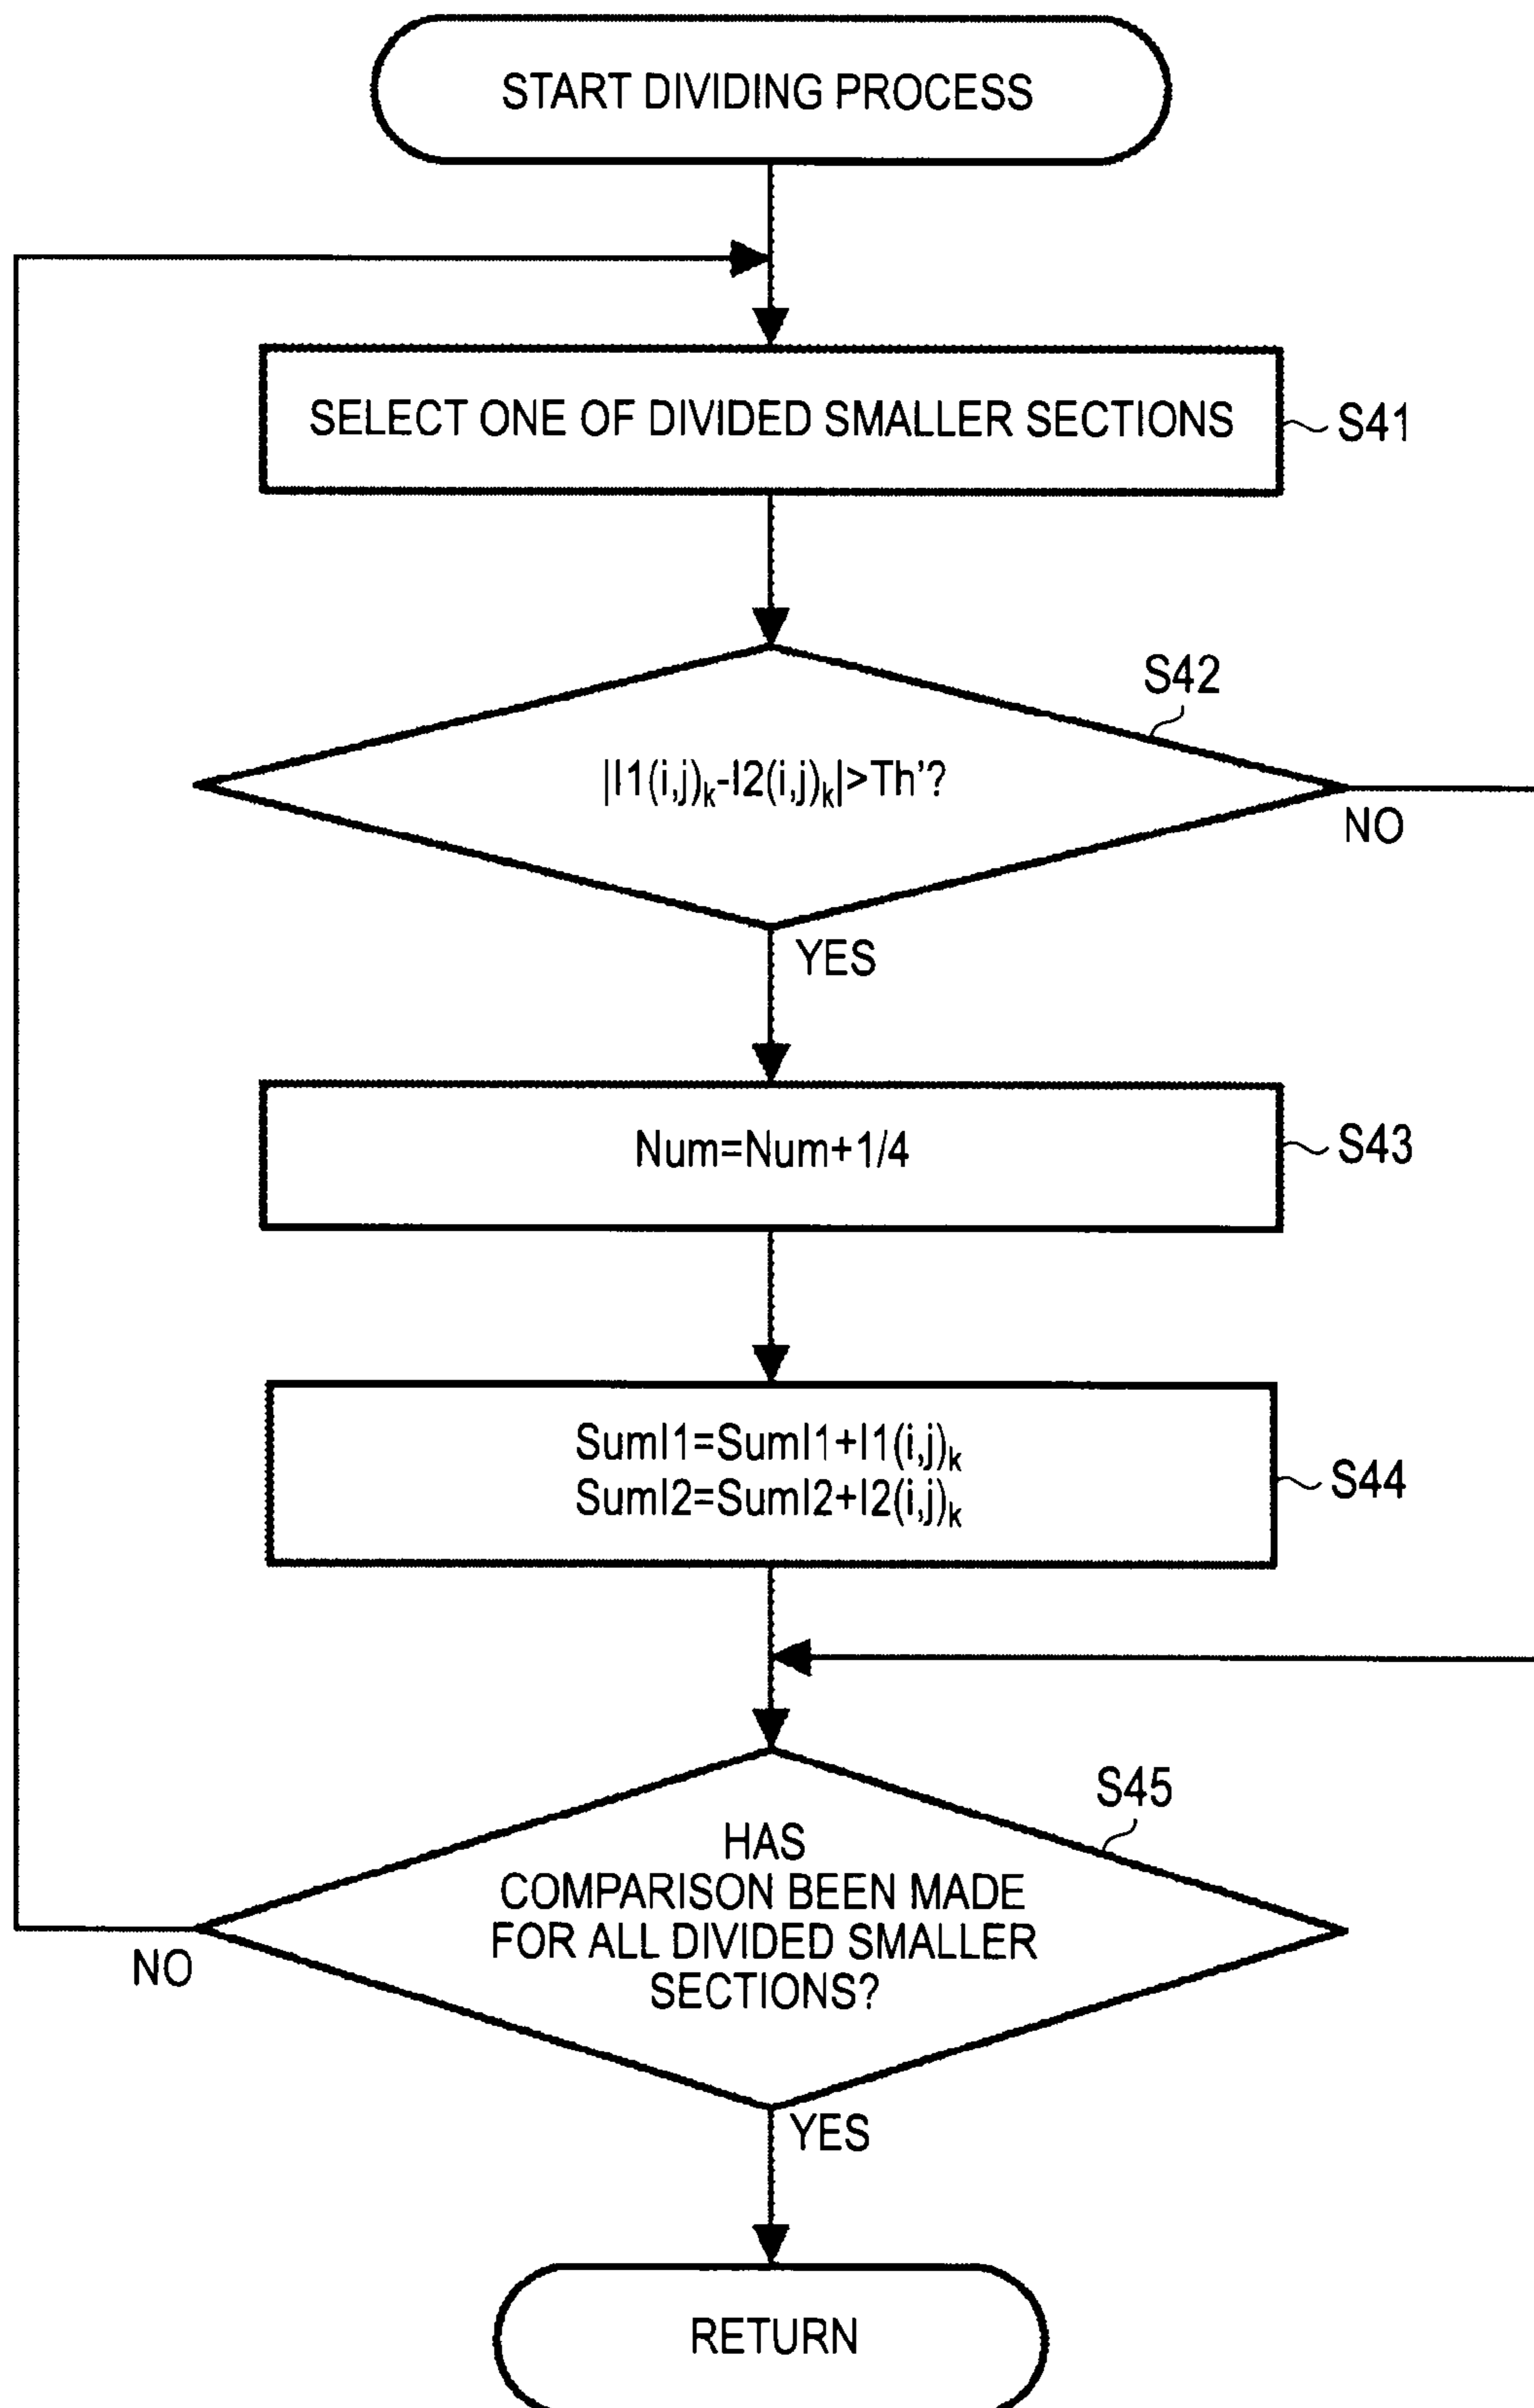 START DIVIDING PROCESS
SELECT ONE OF DIVIDED SMALLER SECTIONS
S41
S42
|I1(i,j)k-I2(i,j)k|>Th'?
NO
YES
Num=Num+1/4
S43
SumI1=SumI1+I1(i,j)k
SumI2=SumI2+I2(i,j)k
S44
S45
HAS
COMPARISON BEEN MADE
FOR ALL DIVIDED SMALLER
SECTIONS?
NO
YES
RETURN